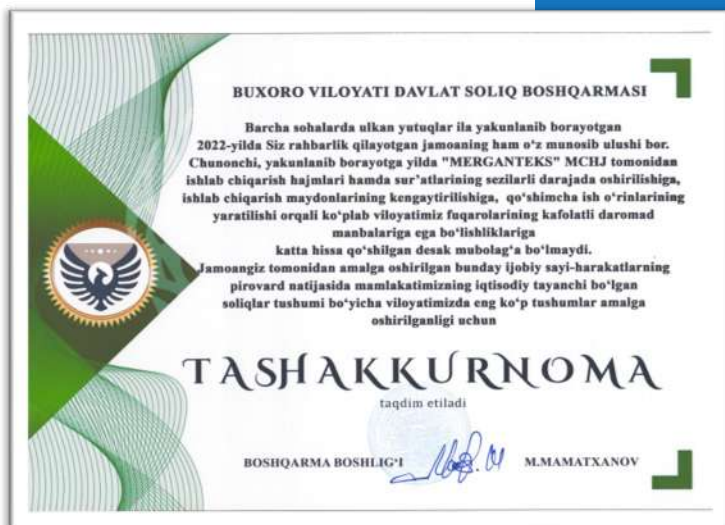 BUXORO VILOYATI DAVLAT SOLIQ BOSHQARMASI
Barcha sohalarda ulkan yutuqlar ila yakunlanib borayotgan
2022-yilda Siz rahbarlik qilayotgan jamoaning ham o‘z munosib ulushi bor.
Chunonchi, yakunlanib borayotga yilda "MERGANTEKS" MCHJ tomonidan
ishlab chiqarish hajmlari hamda sur’atlarining sezilarli darajada oshirilishiga,
ishlab chiqarish maydonlarining kengaytirilishiga, qo‘shimcha ish o‘rinlarining
yaratilishi orqali ko‘plab viloyatimiz fuqarolarining kafolatli daromad
manbalariga ega bo‘lishliklariga
katta hissa qo‘shilgan desak mubolag‘a bo‘lmaydi.
Jamoangiz tomonidan amalga oshirilgan bunday ijobiy sayi-harakatlarning
pirovard natijasida mamlakatimizning iqtisodiy tayanchi bo‘lgan
soliqlar tushumi bo‘yicha viloyatimizda eng ko‘p tushumlar amalga
oshirilganligi uchun
TASHAKKURNOMA
taqdim etiladi
BOSHQARMA BOSHLIG‘I M.MAMATXANOV